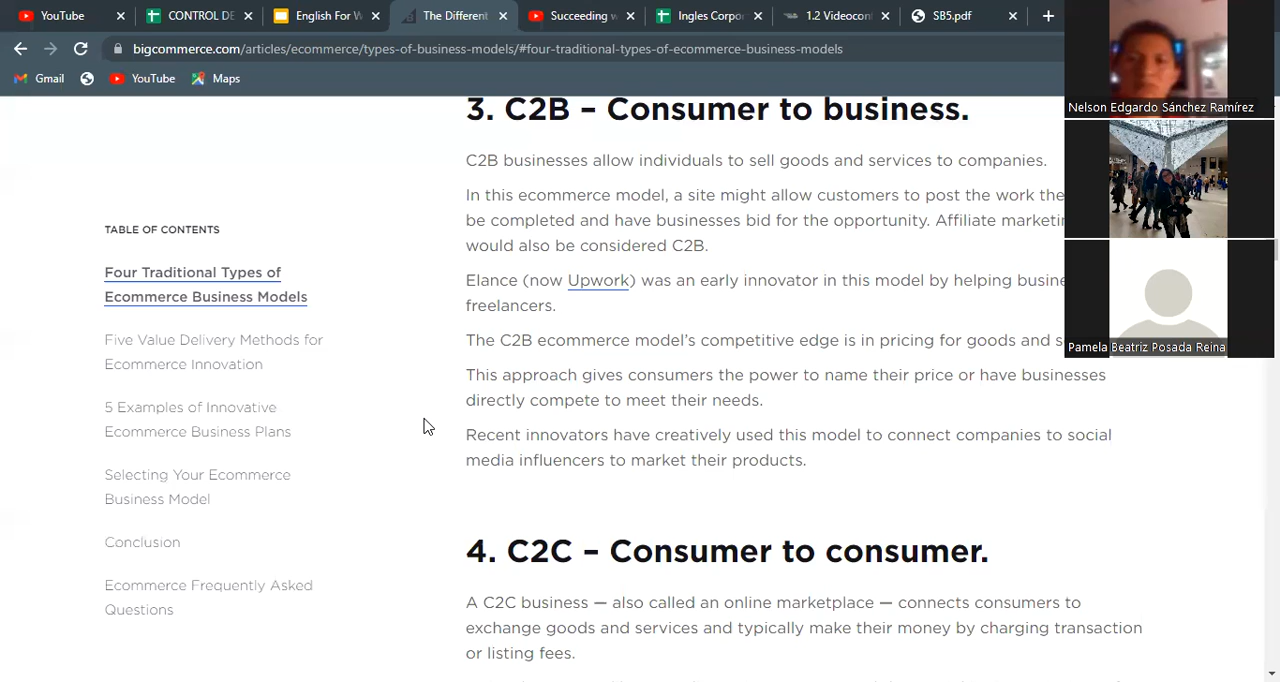 YouTube
CONTROL DE
English For W
The Different
Succeeding w
Ingles Corpo
1.2 Videocon
SB5.pdf
bigcommerce.com/articles/ecommerce/types-of-business-models/#four-traditional-types-of-ecommerce-business-models
Gmail
YouTube
Maps
3. C2B – Consumer to business.
C2B businesses allow individuals to sell goods and services to companies.
In this ecommerce model, a site might allow customers to post the work the
be completed and have businesses bid for the opportunity. Affiliate marketin
would also be considered C2B.
Elance (now Upwork) was an early innovator in this model by helping busine
freelancers.
The C2B ecommerce model's competitive edge is in pricing for goods and s
This approach gives consumers the power to name their price or have businesses
directly compete to meet their needs.
Recent innovators have creatively used this model to connect companies to social
media influencers to market their products.
4. C2C – Consumer to consumer.
A C2C business — also called an online marketplace — connects consumers to
exchange goods and services and typically make their money by charging transaction
or listing fees.
TABLE OF CONTENTS
Four Traditional Types of
Ecommerce Business Models
Five Value Delivery Methods for
Ecommerce Innovation
5 Examples of Innovative
Ecommerce Business Plans
Selecting Your Ecommerce
Business Model
Conclusion
Ecommerce Frequently Asked
Questions
Nelson Edgardo Sánchez Ramírez
Pamela Beatriz Posada Reina